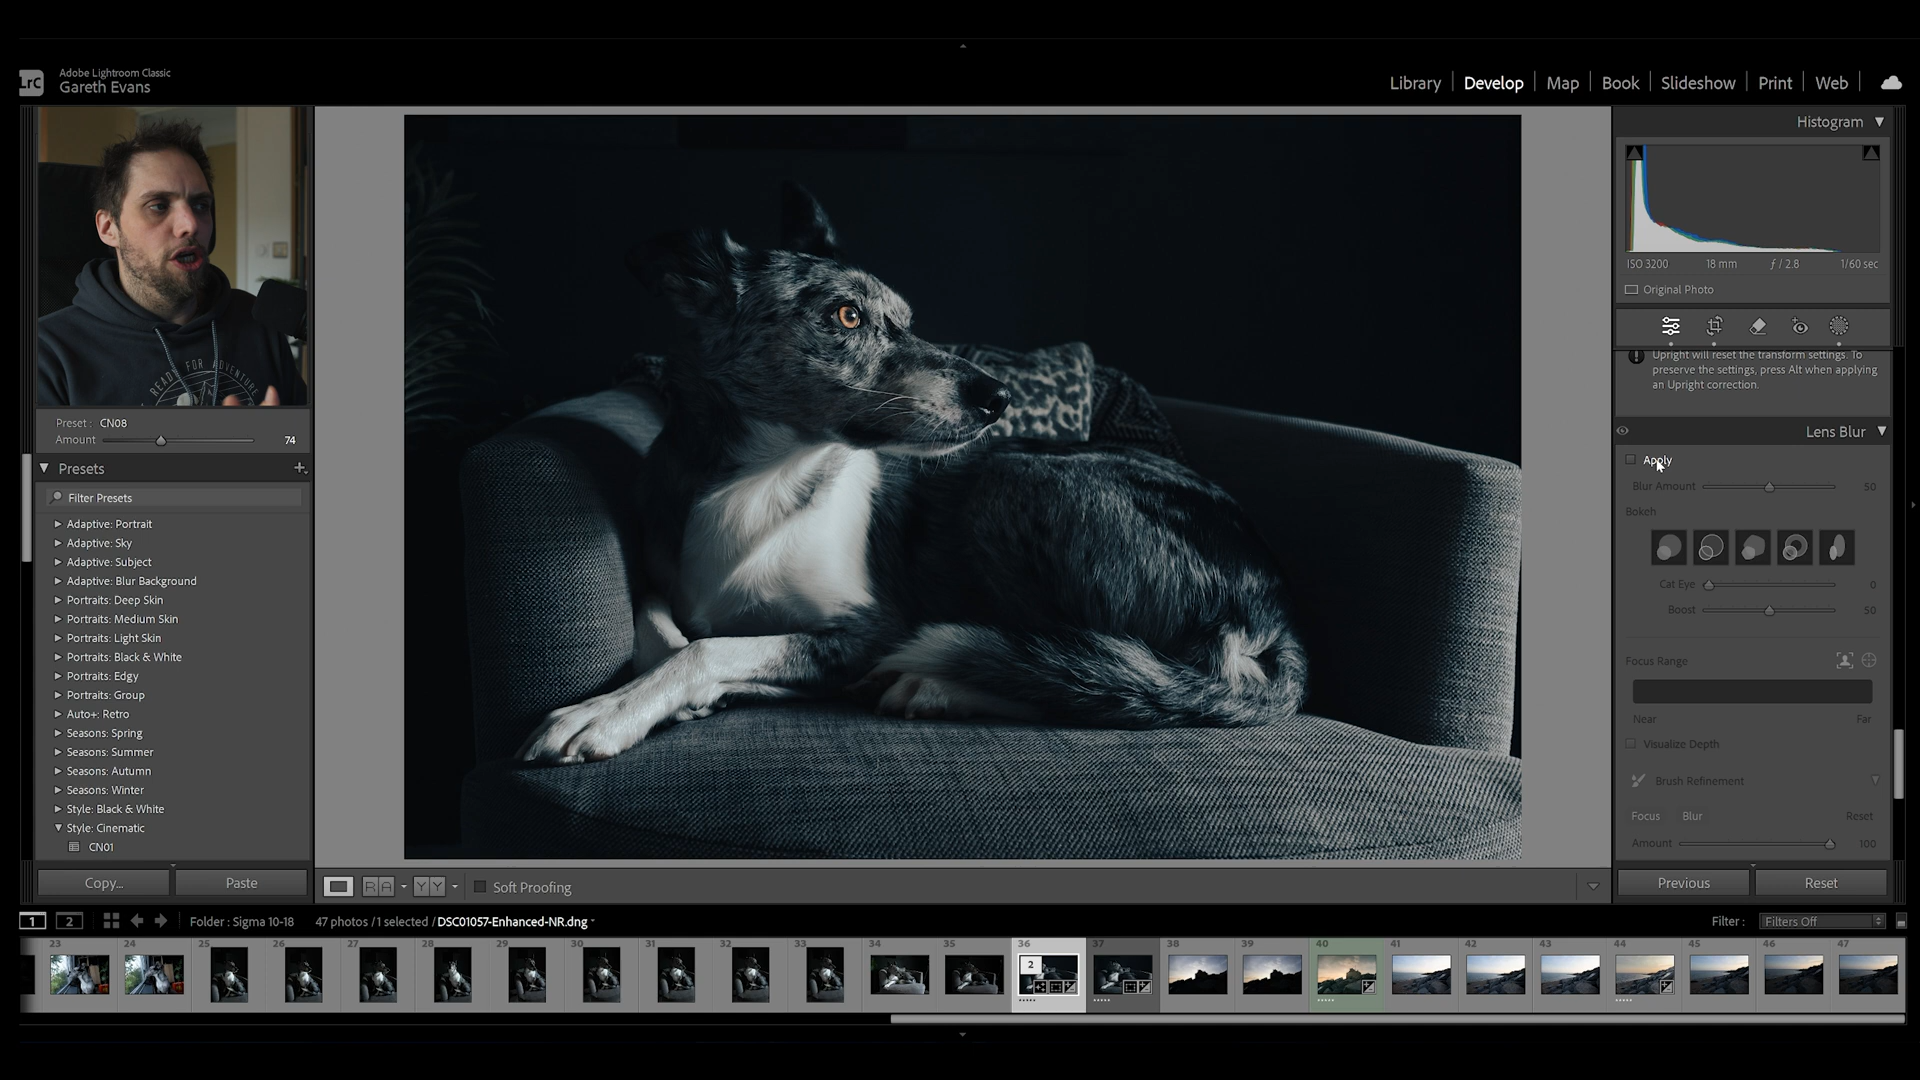 LrC
Adobe Lightroom Classic
Gareth Evans
Library | Develop | Map | Book | Slideshow | Print | Web
READY FOR ADVENTURE
Preset : CN08
Amount 74
Presets
Filter Presets
Adaptive: Portrait
Adaptive: Sky
Adaptive: Subject
Adaptive: Blur Background
Portraits: Deep Skin
Portraits: Medium Skin
Portraits: Light Skin
Portraits: Black & White
Portraits: Edgy
Portraits: Group
Auto+: Retro
Seasons: Spring
Seasons: Summer
Seasons: Autumn
Seasons: Winter
Style: Black & White
Style: Cinematic
CN01
Copy... Paste
R A Y Y Soft Proofing
Histogram
ISO 3200 18 mm ƒ / 2.8 1/60 sec
Original Photo
Upright will reset the transform settings. To
preserve the settings, press Alt when applying
an Upright correction.
Lens Blur
Apply
Blur Amount 50
Bokeh
Cat Eye 0
Boost 50
Focus Range
Near Far
Visualize Depth
Brush Refinement
Focus Blur Reset
Amount 100
Previous Reset
1 2 Folder : Sigma 10-18 47 photos / 1 selected / DSC01057-Enhanced-NR.dng Filter : Filters Off
23 24 25 26 27 28 29 30 31 32 33 34 35 36 37 38 39 40 41 42 43 44 45 46 47
2